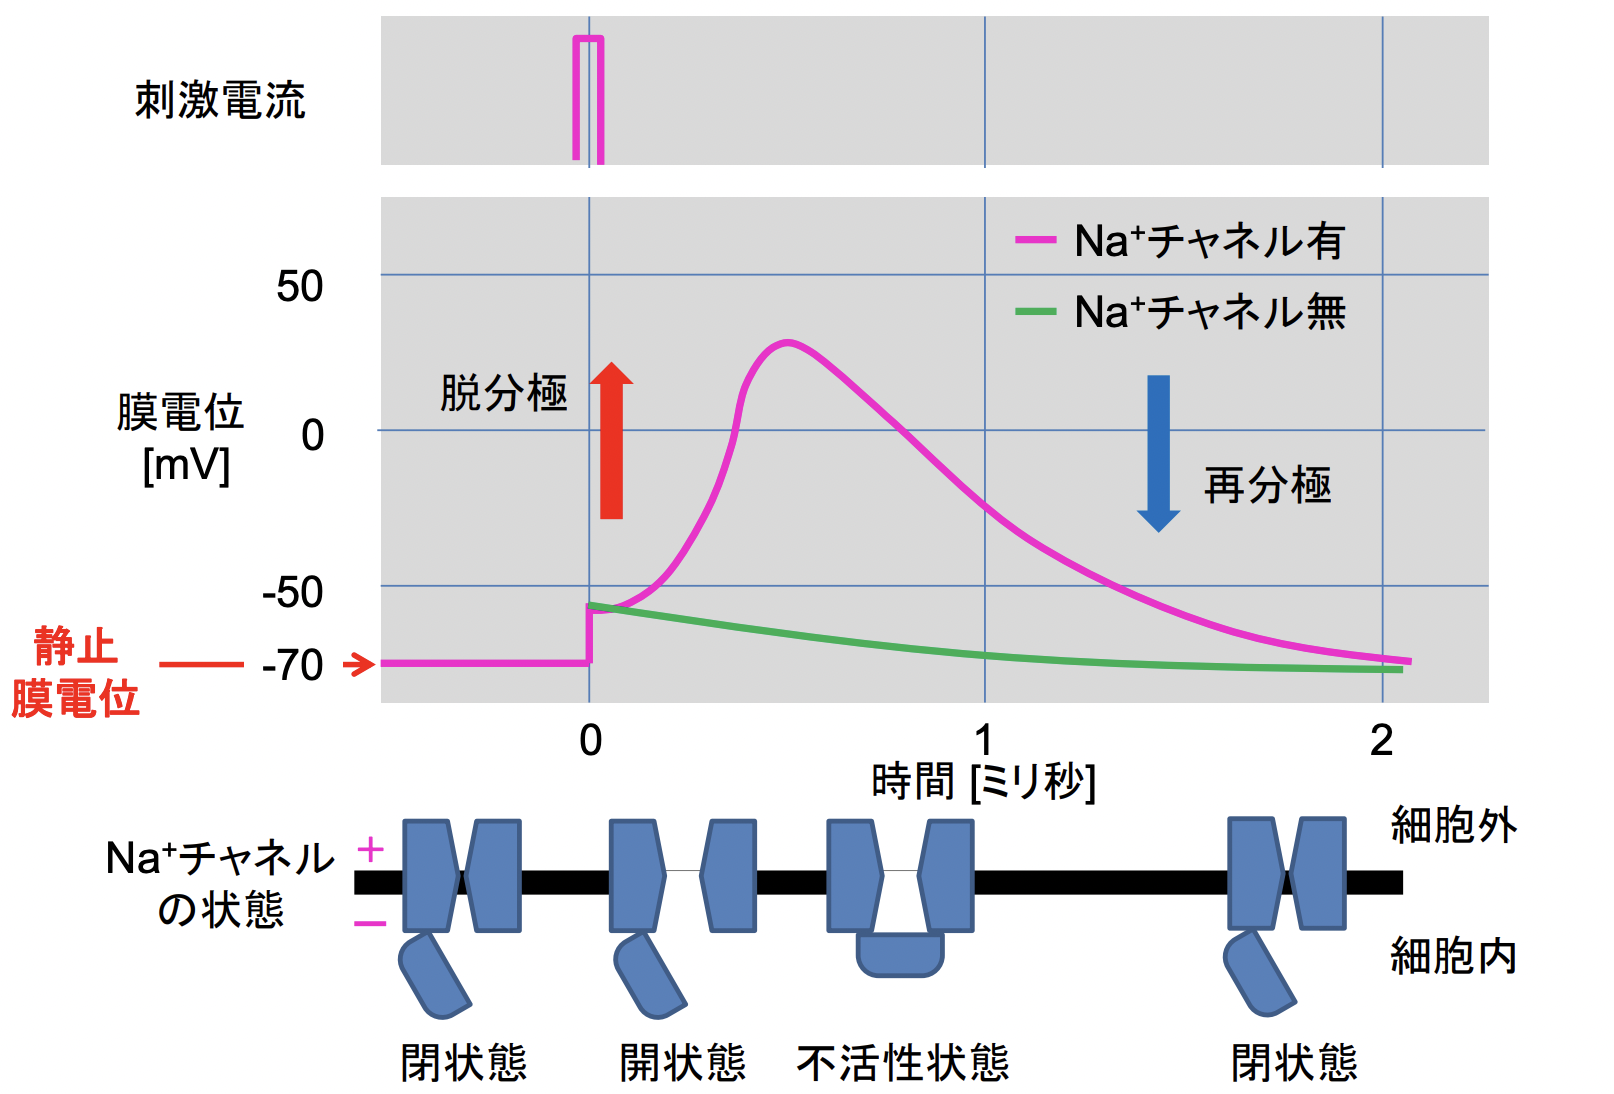 刺激電流
Na⁺チャネル有
Na⁺チャネル無
50
脱分極
膜電位
[mV]
0
再分極
-50
静止
膜電位
-70
0
1
2
時間 [ミリ秒]
細胞外
Na⁺チャネル
の状態
+
−
細胞内
閉状態
開状態
不活性状態
閉状態